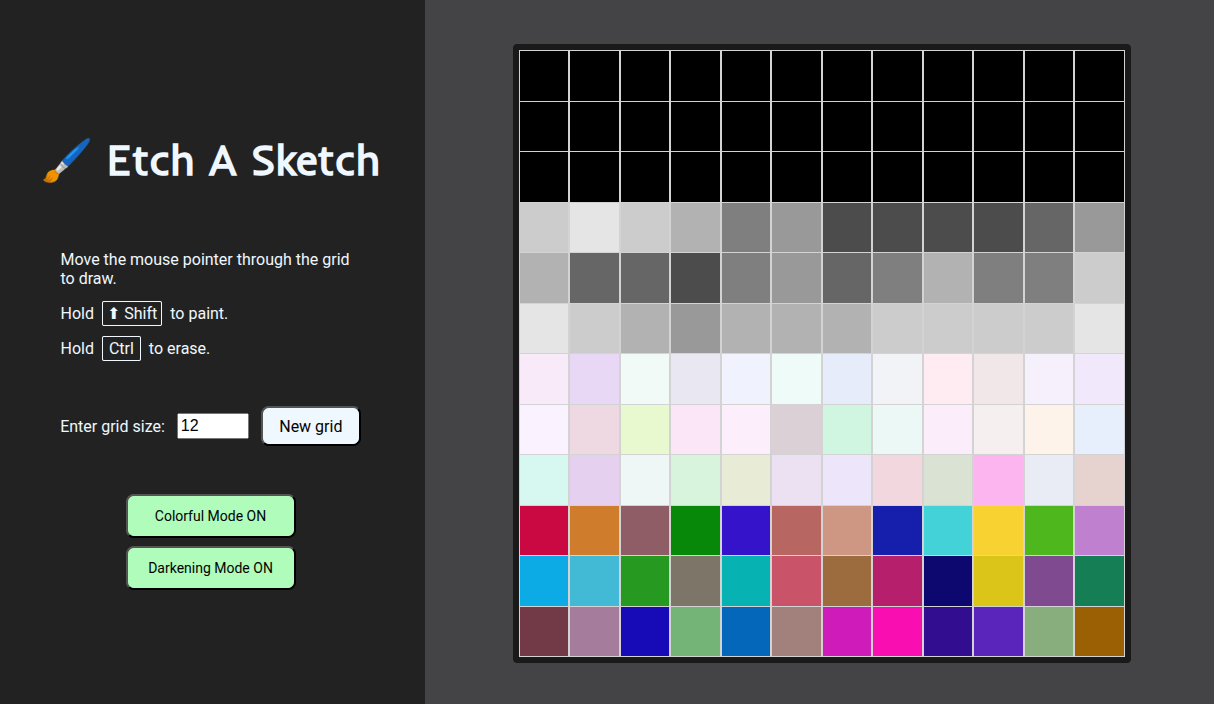 Etch A Sketch
Move the mouse pointer through the grid
to draw.
Hold ⬆ Shift to paint.
Hold Ctrl to erase.
Enter grid size: 12 New grid
Colorful Mode ON
Darkening Mode ON